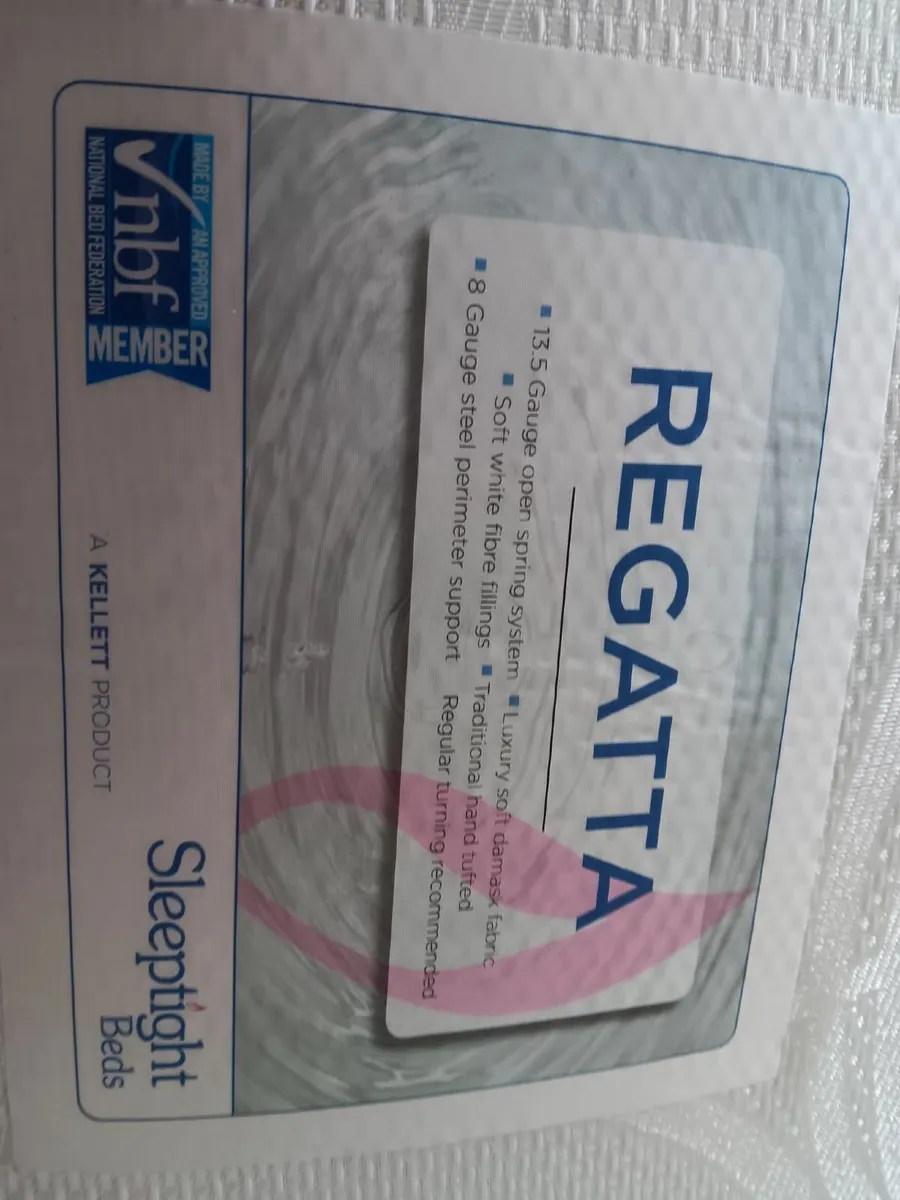 REGATTA
▪ 13.5 Gauge open spring system ▪ Luxury soft damask fabric
▪ Soft white fibre fillings ▪ Traditional hand tufted
▪ 8 Gauge steel perimeter support Regular turning recommended
MADE BY AN APPROVED
nbf
NATIONAL BED FEDERATION
MEMBER
A KELLETT PRODUCT
Sleeptight
Beds